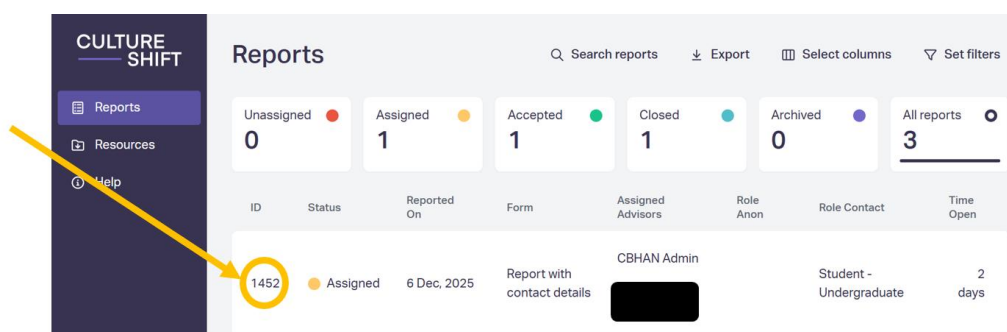 CULTURE
SHIFT
Reports
Resources
Help
Reports
Search reports
Export
Select columns
Set filters
Unassigned
0
Assigned
1
Accepted
1
Closed
1
Archived
0
All reports
3
ID Status Reported On Form Assigned Advisors Role Anon Role Contact Time Open
1452 Assigned 6 Dec, 2025 Report with contact details CBHAN Admin Student - Undergraduate 2 days